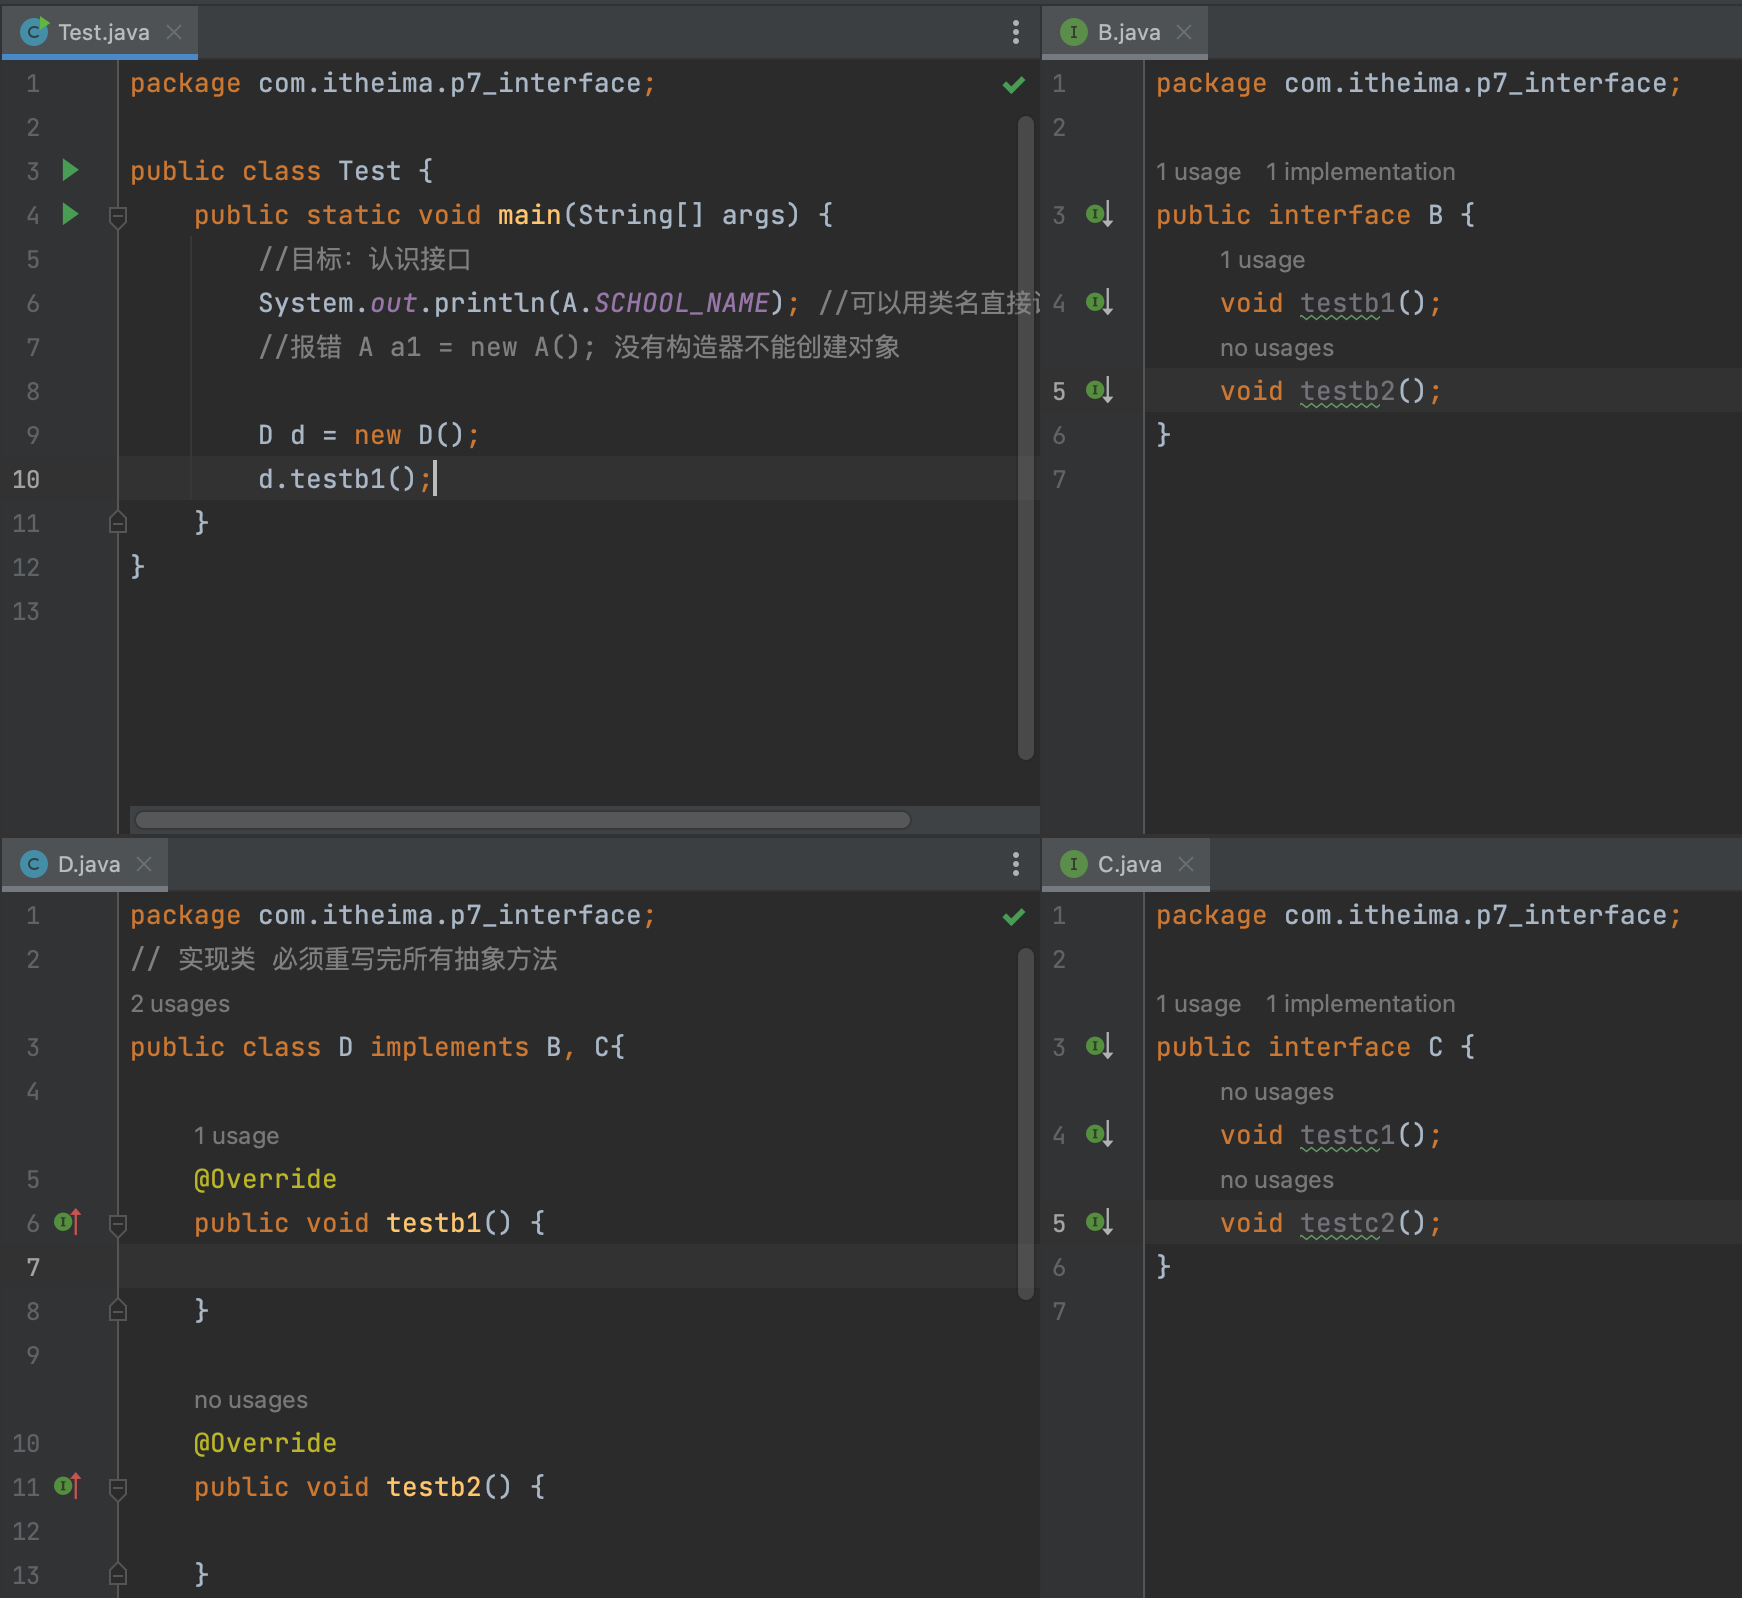 Test.java
1 package com.itheima.p7_interface;
2
3 public class Test {
4 public static void main(String[] args) {
5 //目标：认识接口
6 System.out.println(A.SCHOOL_NAME); //可以用类名直接
7 //报错 A a1 = new A(); 没有构造器不能创建对象
8
9 D d = new D();
10 d.testb1();
11 }
12 }
13
B.java
1 package com.itheima.p7_interface;
2
1 usage 1 implementation
3 public interface B {
1 usage
4 void testb1();
no usages
5 void testb2();
6 }
7
D.java
1 package com.itheima.p7_interface;
2 // 实现类 必须重写完所有抽象方法
2 usages
3 public class D implements B, C{
4
1 usage
5 @Override
6 public void testb1() {
7
8 }
9
no usages
10 @Override
11 public void testb2() {
12
13 }
C.java
1 package com.itheima.p7_interface;
2
1 usage 1 implementation
3 public interface C {
no usages
4 void testc1();
no usages
5 void testc2();
6 }
7